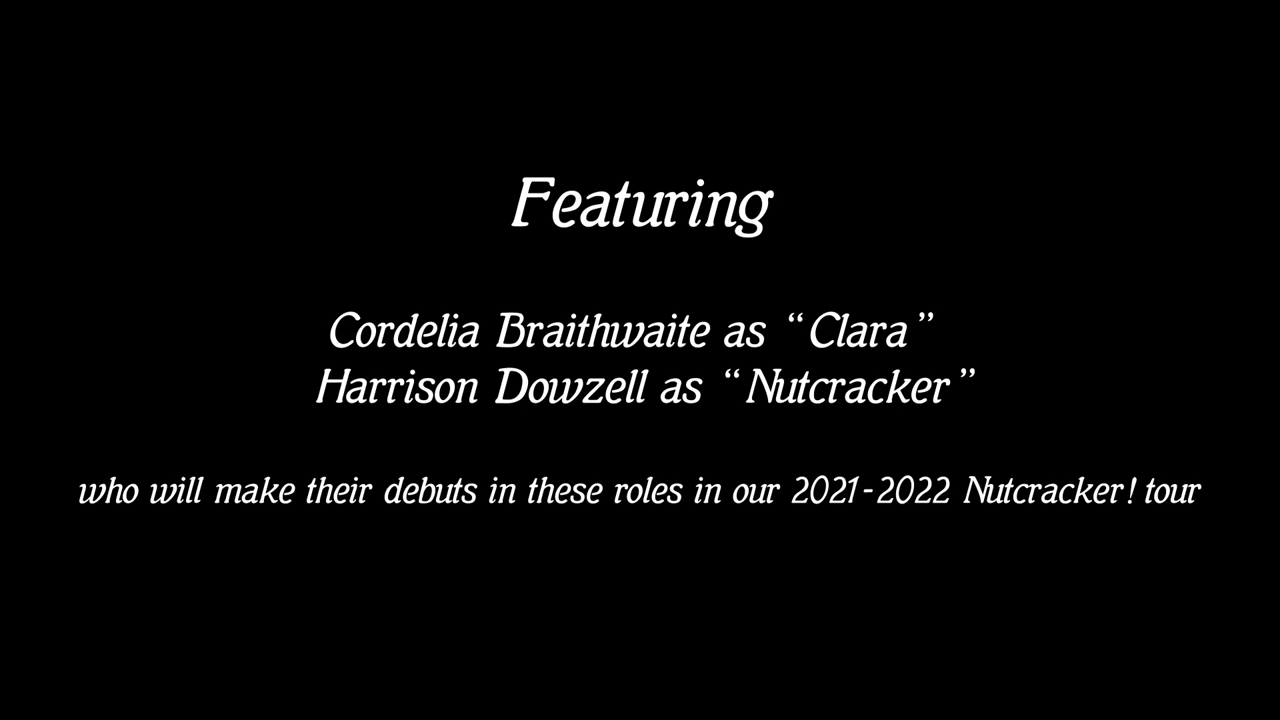 Featuring
Cordelia Braithwaite as “Clara”
Harrison Dowzell as “Nutcracker”
who will make their debuts in these roles in our 2021-2022 Nutcracker! tour